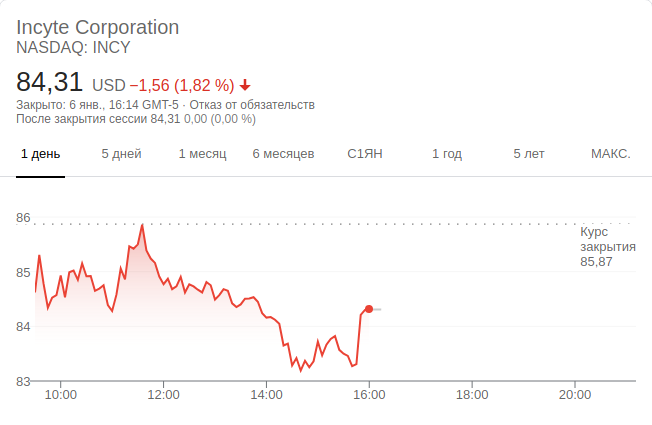 Incyte Corporation
NASDAQ: INCY
84,31 USD −1,56 (1,82 %)
Закрыто: 6 янв., 16:14 GMT-5 · Отказ от обязательств
После закрытия сессии 84,31 0,00 (0,00 %)
1 день 5 дней 1 месяц 6 месяцев С1ЯН 1 год 5 лет МАКС.
86
Курс
закрытия
85,87
85
84
83
10:00 12:00 14:00 16:00 18:00 20:00